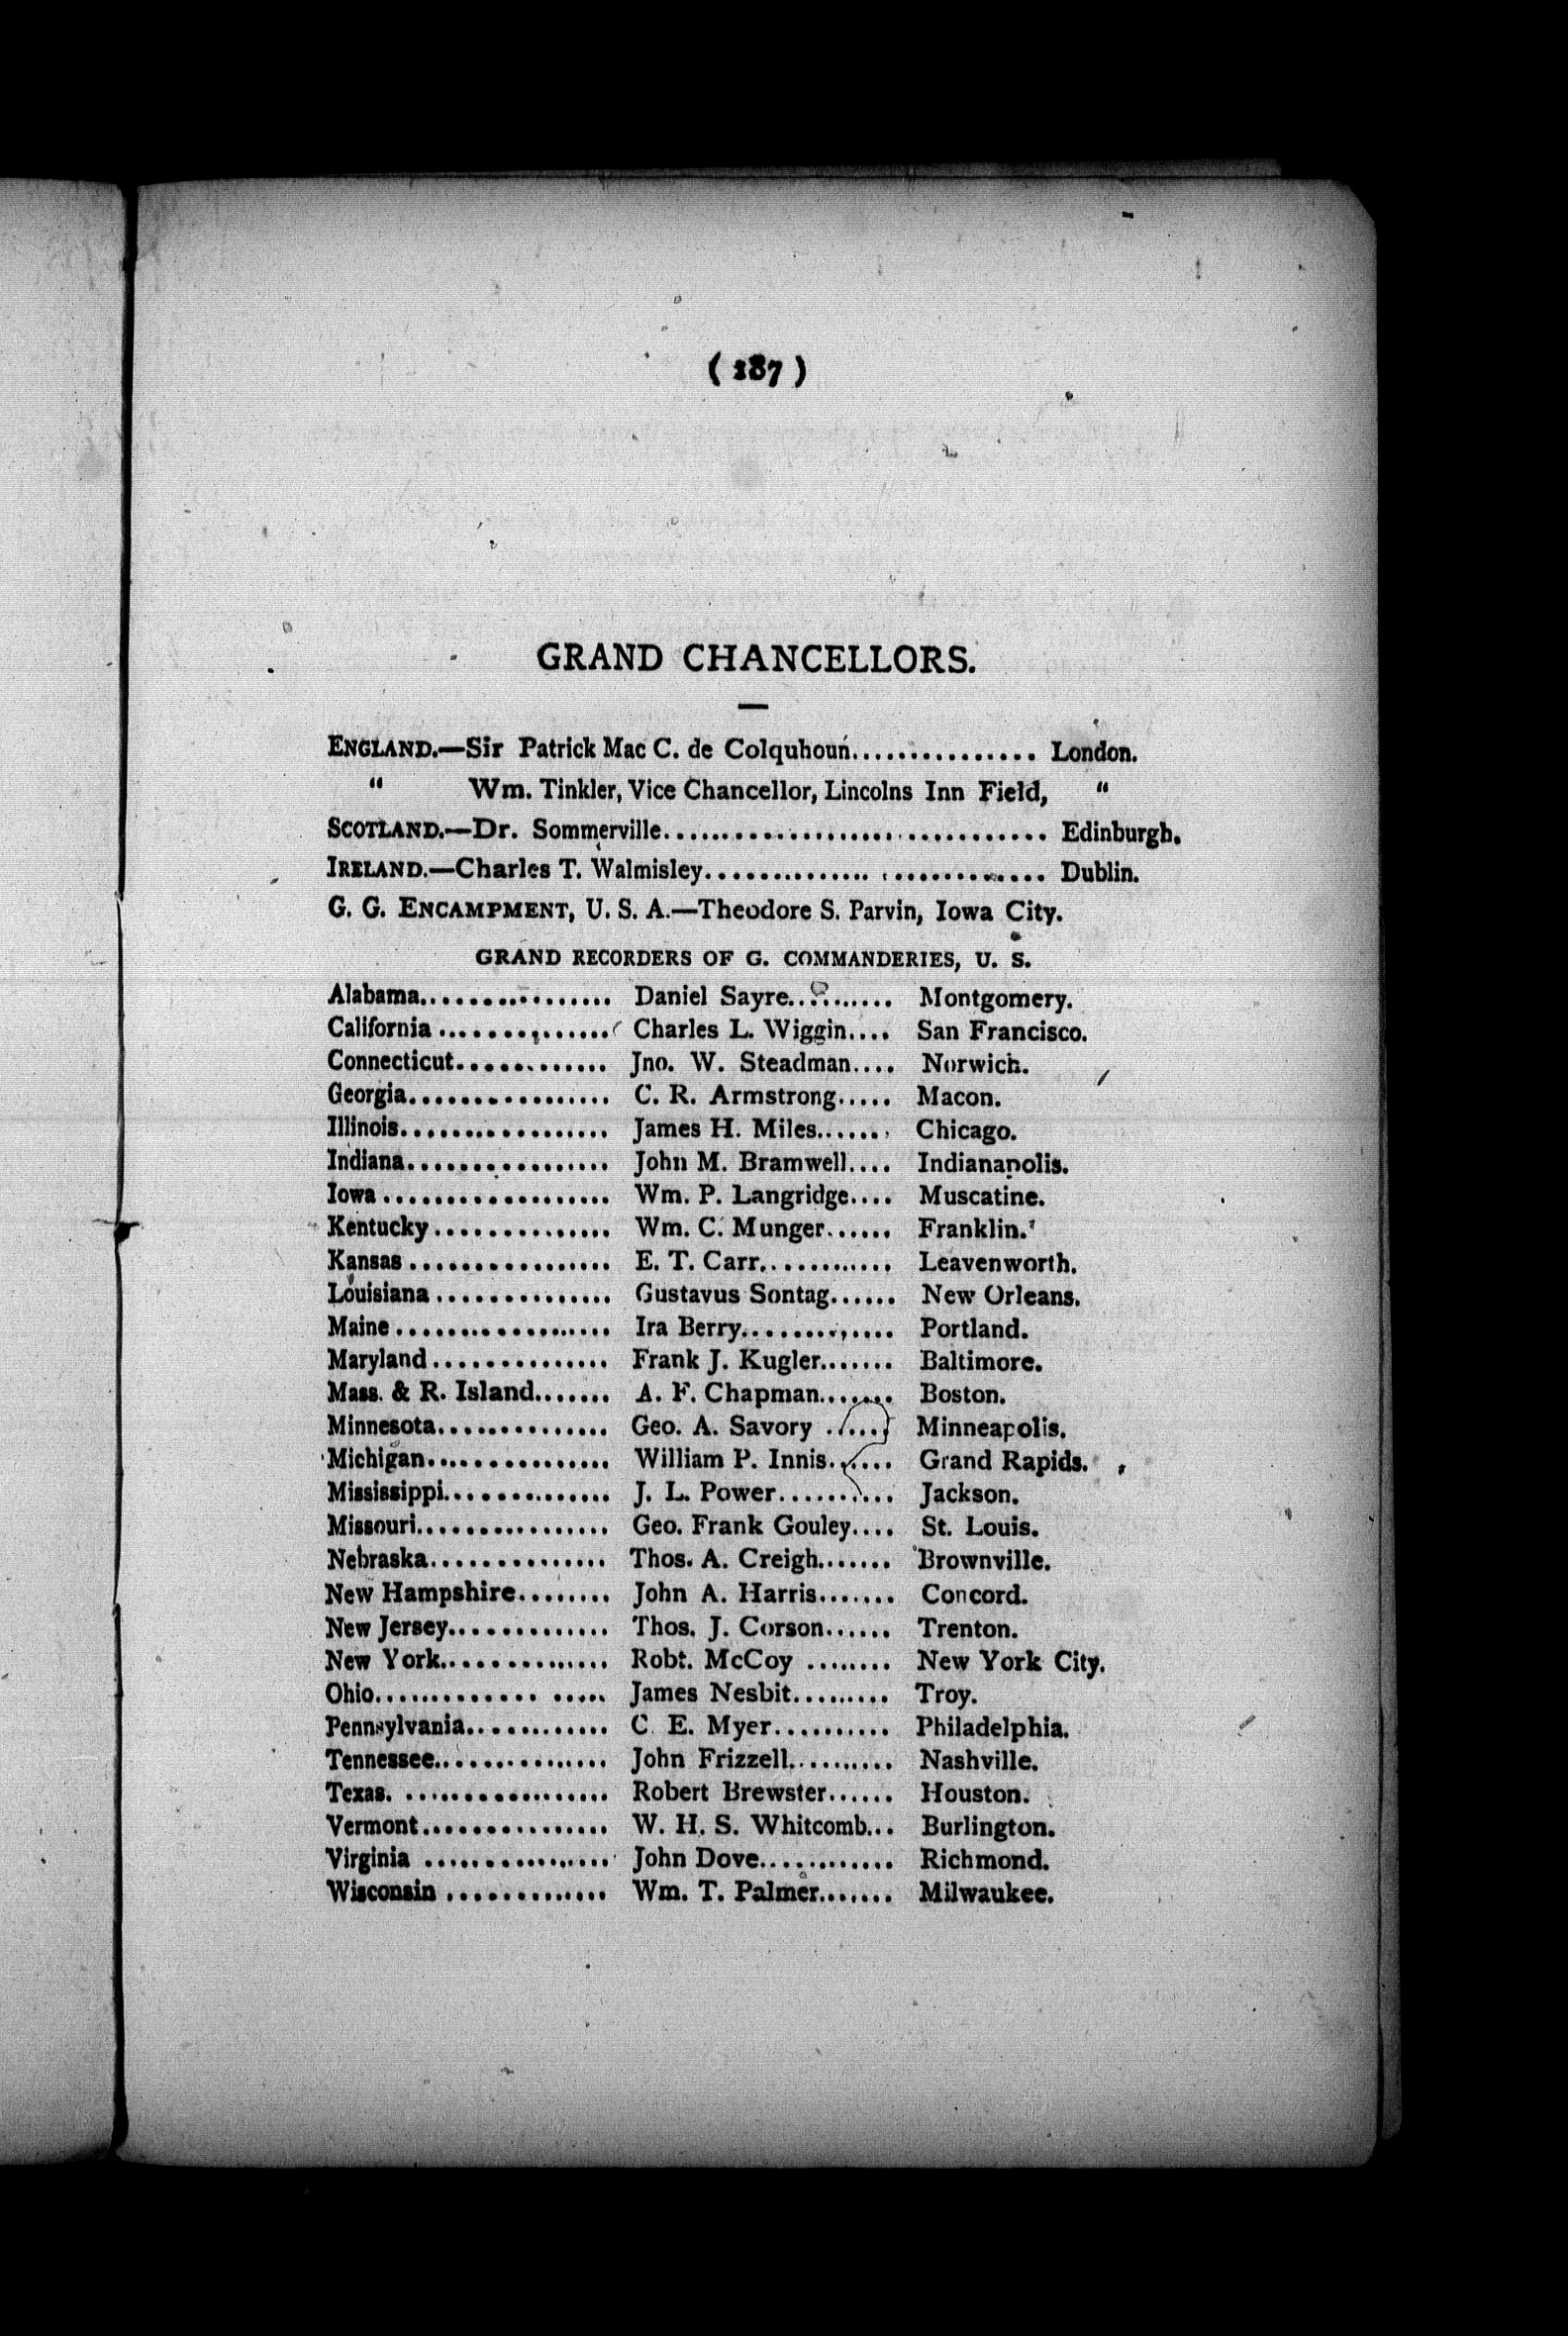 ( 187 )
GRAND CHANCELLORS.
ENGLAND.—Sir Patrick Mac C. de Colquhoun............... London.
“ Wm. Tinkler, Vice Chancellor, Lincolns Inn Field, “
SCOTLAND.—Dr. Sommerville.................................. Edinburgh.
IRELAND.—Charles T. Walmisley............................. Dublin.
G. G. ENCAMPMENT, U. S. A.—Theodore S. Parvin, Iowa City.
GRAND RECORDERS OF G. COMMANDERIES, U. S.
Alabama................ Daniel Sayre.......... Montgomery.
California .............. Charles L. Wiggin.... San Francisco.
Connecticut............ Jno. W. Steadman.... Norwich.
Georgia................. C. R. Armstrong..... Macon.
Illinois.................. James H. Miles....... Chicago.
Indiana................. John M. Bramwell.... Indianapolis.
Iowa ................... Wm. P. Langridge.... Muscatine.
Kentucky ............... Wm. C. Munger...... Franklin.
Kansas ................. E. T. Carr............ Leavenworth.
Louisiana .............. Gustavus Sontag...... New Orleans.
Maine .................. Ira Berry............. Portland.
Maryland ............... Frank J. Kugler....... Baltimore.
Mass. & R. Island....... A. F. Chapman....... Boston.
Minnesota.............. Geo. A. Savory ...... Minneapolis.
Michigan................ William P. Innis...... Grand Rapids.
Mississippi.............. J. L. Power.......... Jackson.
Missouri................ Geo. Frank Gouley.... St. Louis.
Nebraska............... Thos. A. Creigh....... Brownville.
New Hampshire........ John A. Harris....... Concord.
New Jersey............. Thos. J. Corson...... Trenton.
New York.............. Robt. McCoy ........ New York City.
Ohio............. ..... James Nesbit......... Troy.
Pennsylvania............ C. E. Myer.......... Philadelphia.
Tennessee............... John Frizzell.......... Nashville.
Texas. ................. Robert Brewster...... Houston.
Vermont................ W. H. S. Whitcomb... Burlington.
Virginia ................ John Dove............ Richmond.
Wisconsin .............. Wm. T. Palmer....... Milwaukee.